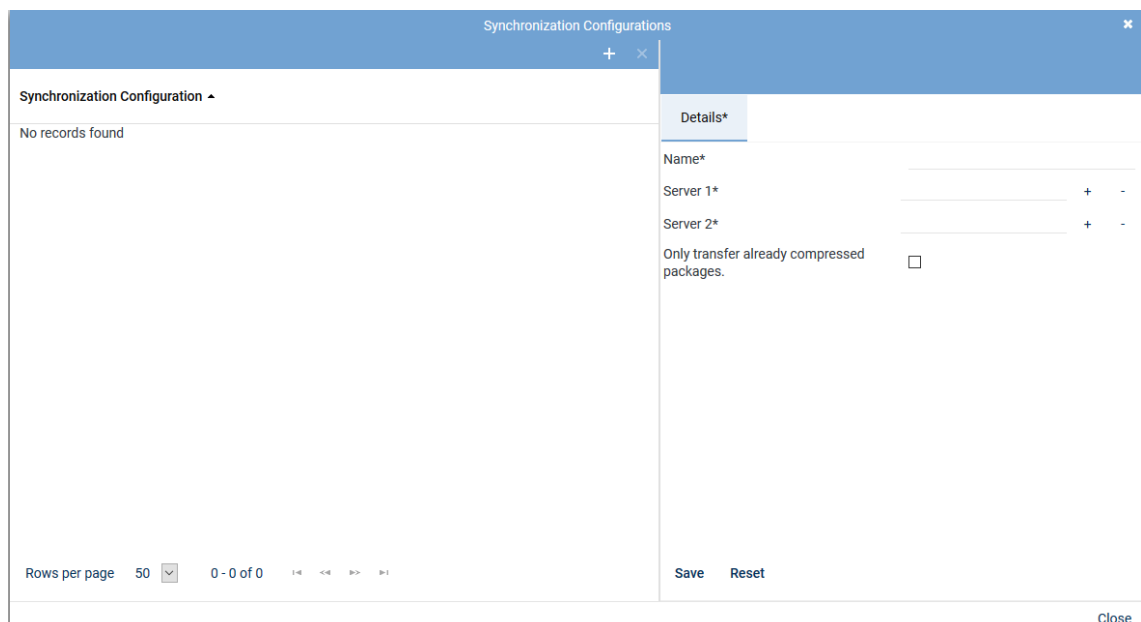 Synchronization Configurations
Synchronization Configuration
No records found
Rows per page 50 0 - 0 of 0
Details*
Name*
Server 1* + -
Server 2* + -
Only transfer already compressed
packages.
Save Reset
Close